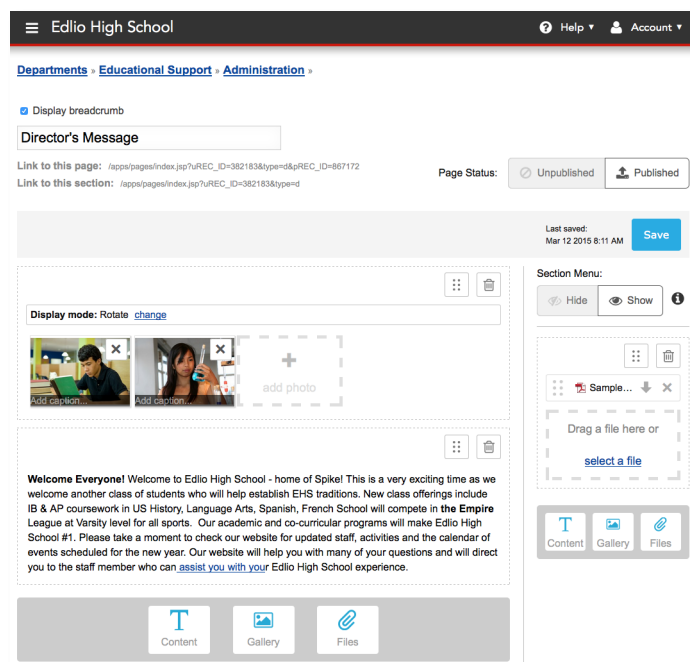 Edlio High School
Help ▾
Account ▾
Departments » Educational Support » Administration »
Display breadcrumb
Director's Message
Link to this page: /apps/pages/index.jsp?uREC_ID=382183&type=d&pREC_ID=867172
Link to this section: /apps/pages/index.jsp?uREC_ID=382183&type=d
Page Status:
Unpublished
Published
Last saved:
Mar 12 2015 8:11 AM
Save
Display mode: Rotate change
Add caption...
Add caption...
add photo
Welcome Everyone! Welcome to Edlio High School - home of Spike! This is a very exciting time as we
welcome another class of students who will help establish EHS traditions. New class offerings include
IB & AP coursework in US History, Language Arts, Spanish, French School will compete in the Empire
League at Varsity level for all sports. Our academic and co-curricular programs will make Edlio High
School #1. Please take a moment to check our website for updated staff, activities and the calendar of
events scheduled for the new year. Our website will help you with many of your questions and will direct
you to the staff member who can assist you with your Edlio High School experience.
Content
Gallery
Files
Section Menu:
Hide
Show
Sample...
Drag a file here or
select a file
Content
Gallery
Files